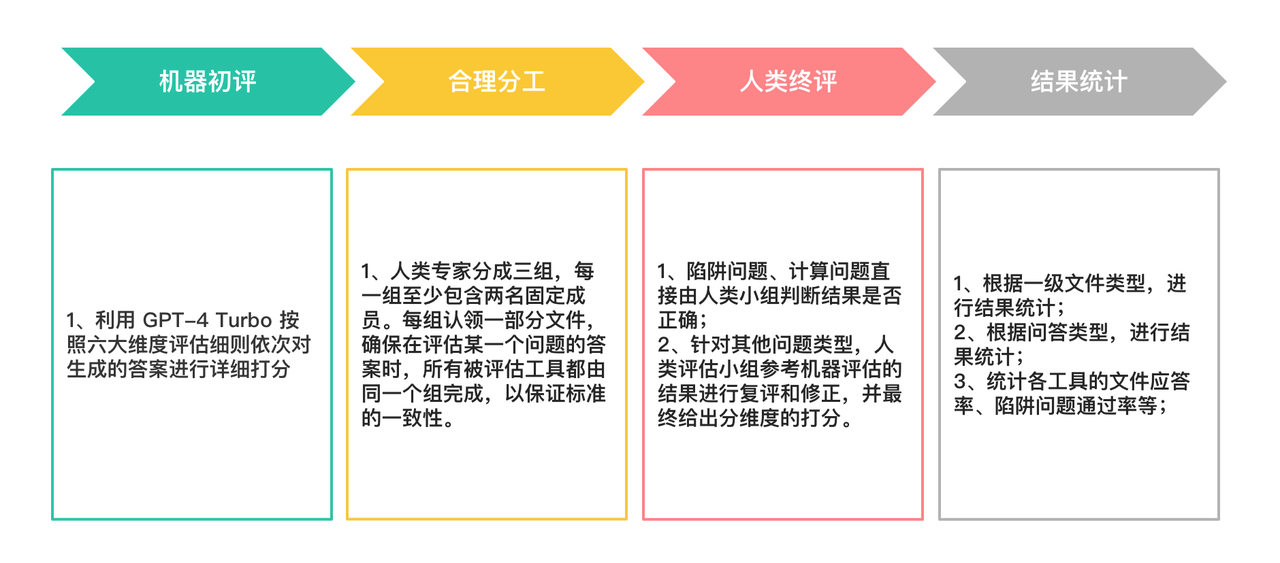 机器初评
合理分工
人类终评
结果统计
1、利用 GPT-4 Turbo 按
照六大维度评估细则依次对
生成的答案进行详细打分
1、人类专家分成三组，每
一组至少包含两名固定成
员。每组认领一部分文件，
确保在评估某一个问题的答
案时，所有被评估工具都由
同一个组完成，以保证标准
的一致性。
1、陷阱问题、计算问题直
接由人类小组判断结果是否
正确；
2、针对其他问题类型，人
类评估小组参考机器评估的
结果进行复评和修正，并最
终给出分维度的打分。
1、根据一级文件类型，进
行结果统计；
2、根据问答类型，进行结
果统计；
3、统计各工具的文件应答
率、陷阱问题通过率等；